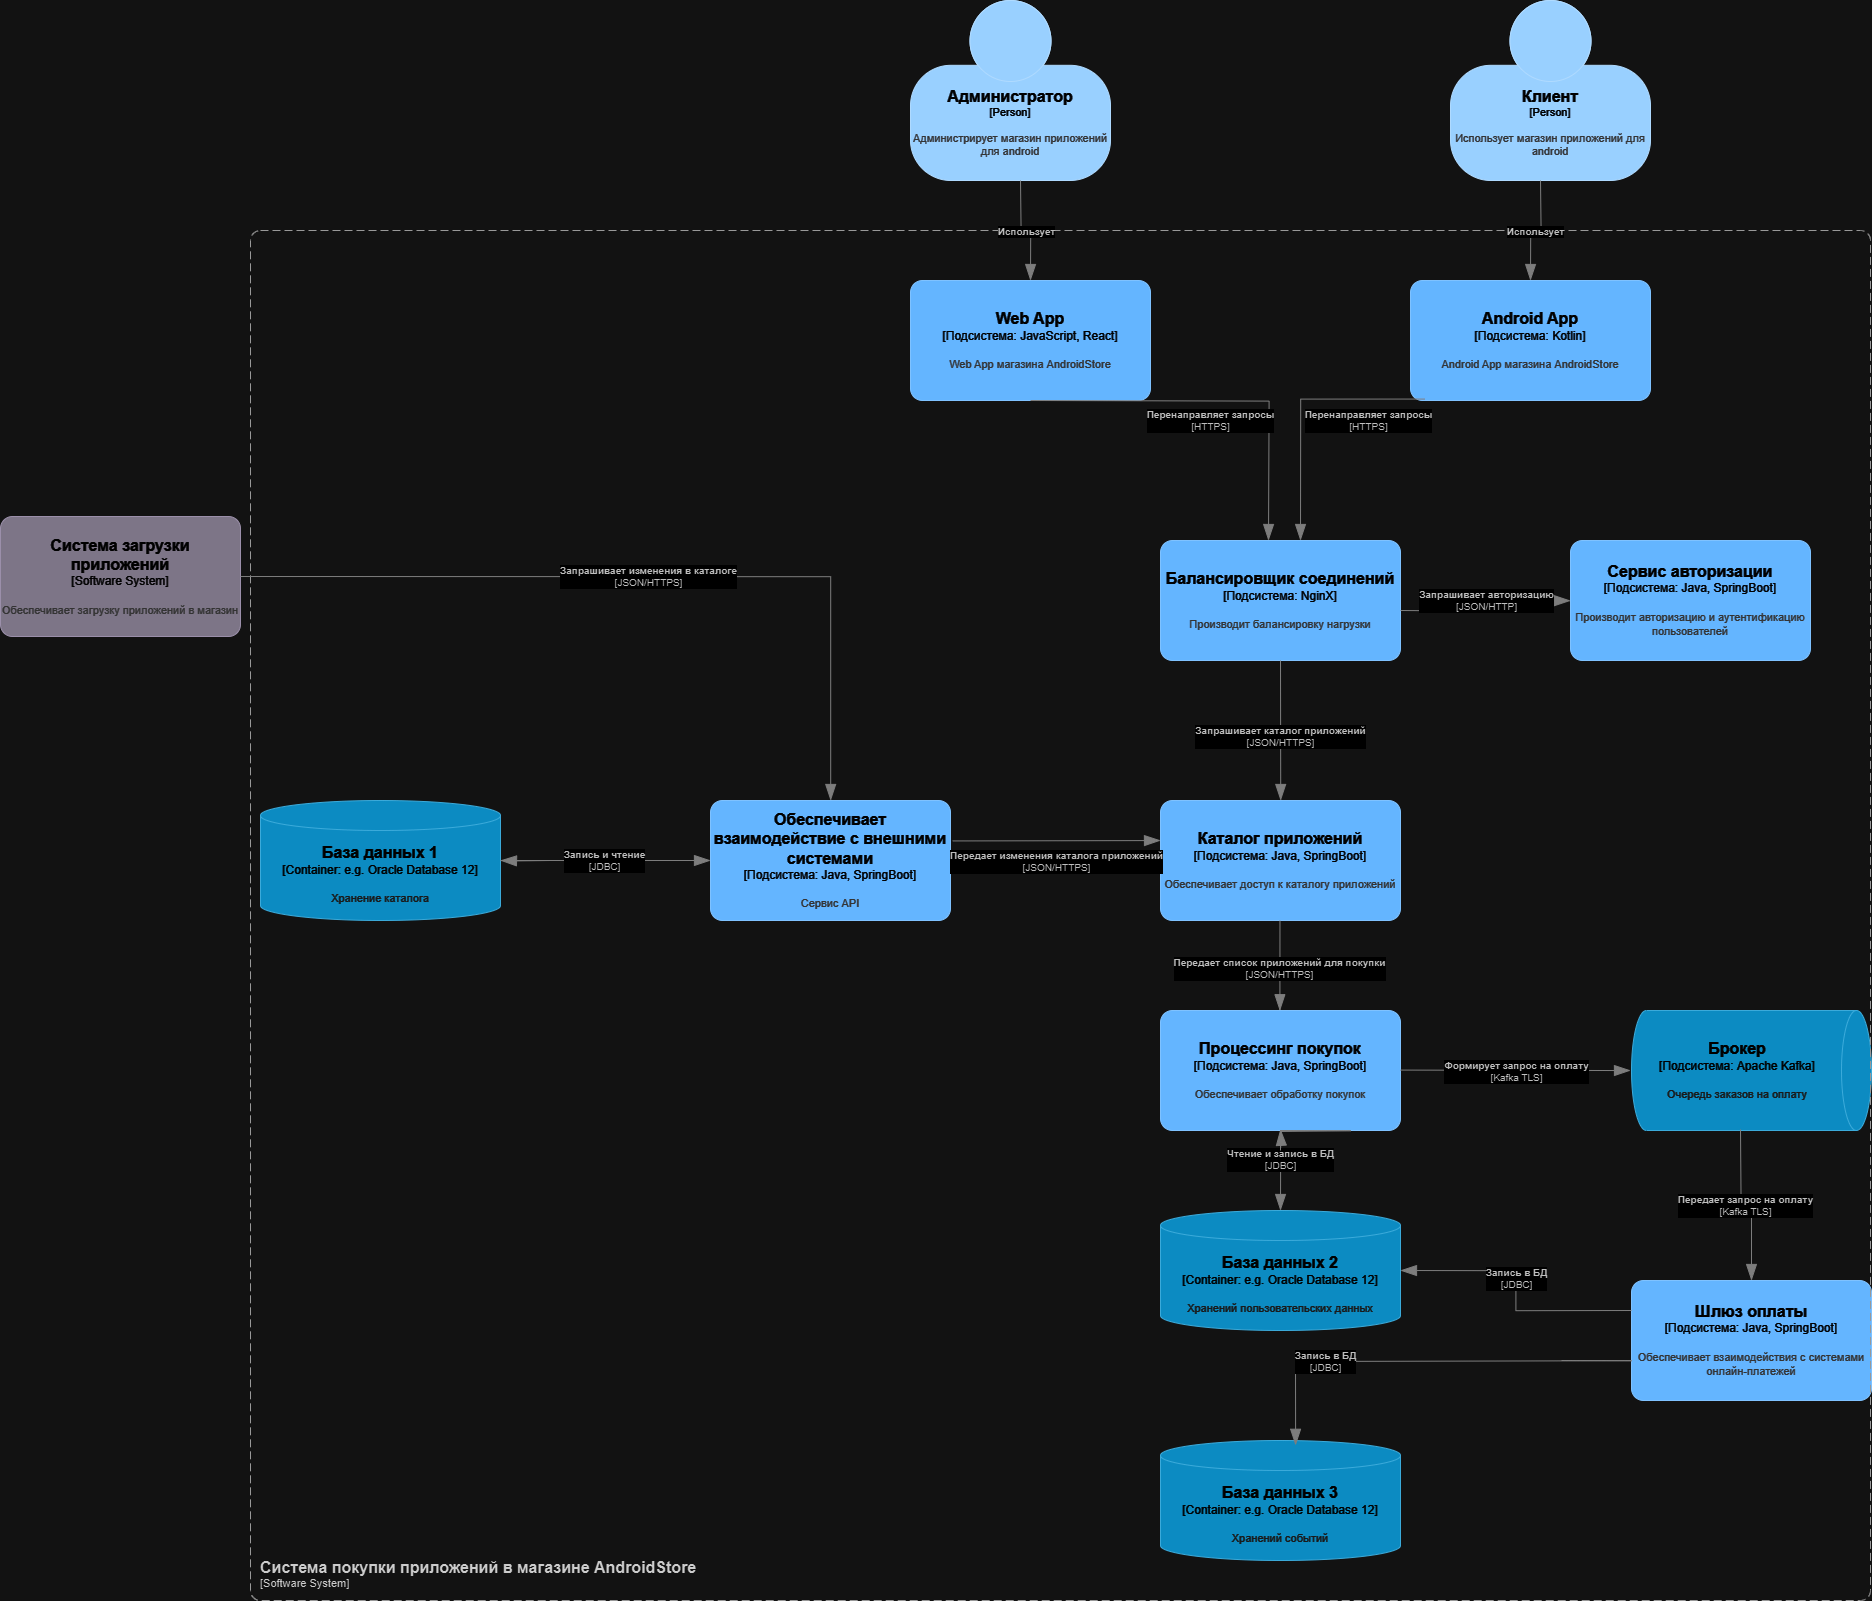 Администратор
[Person]
Администрирует магазин приложений
для android
Клиент
[Person]
Использует магазин приложений для
android
Использует
Использует
Web App
[Подсистема: JavaScript, React]
Web App магазина AndroidStore
Android App
[Подсистема: Kotlin]
Android App магазина AndroidStore
Перенаправляет запросы
[HTTPS]
Перенаправляет запросы
[HTTPS]
Система загрузки
приложений
[Software System]
Обеспечивает загрузку приложений в магазин
Запрашивает изменения в каталоге
[JSON/HTTPS]
Балансировщик соединений
[Подсистема: NginX]
Производит балансировку нагрузки
Запрашивает авторизацию
[JSON/HTTP]
Сервис авторизации
[Подсистема: Java, SpringBoot]
Производит авторизацию и аутентификацию
пользователей
Запрашивает каталог приложений
[JSON/HTTPS]
База данных 1
[Container: e.g. Oracle Database 12]
Хранение каталога
Запись и чтение
[JDBC]
Обеспечивает
взаимодействие с внешними
системами
[Подсистема: Java, SpringBoot]
Сервис API
Передает изменения каталога приложений
[JSON/HTTPS]
Каталог приложений
[Подсистема: Java, SpringBoot]
Обеспечивает доступ к каталогу приложений
Передает список приложений для покупки
[JSON/HTTPS]
Процессинг покупок
[Подсистема: Java, SpringBoot]
Обеспечивает обработку покупок
Формирует запрос на оплату
[Kafka TLS]
Брокер
[Подсистема: Apache Kafka]
Очередь заказов на оплату
Чтение и запись в БД
[JDBC]
Передает запрос на оплату
[Kafka TLS]
База данных 2
[Container: e.g. Oracle Database 12]
Хранений пользовательских данных
Запись в БД
[JDBC]
Шлюз оплаты
[Подсистема: Java, SpringBoot]
Обеспечивает взаимодействия с системами
онлайн-платежей
Запись в БД
[JDBC]
База данных 3
[Container: e.g. Oracle Database 12]
Хранений событий
Система покупки приложений в магазине AndroidStore
[Software System]